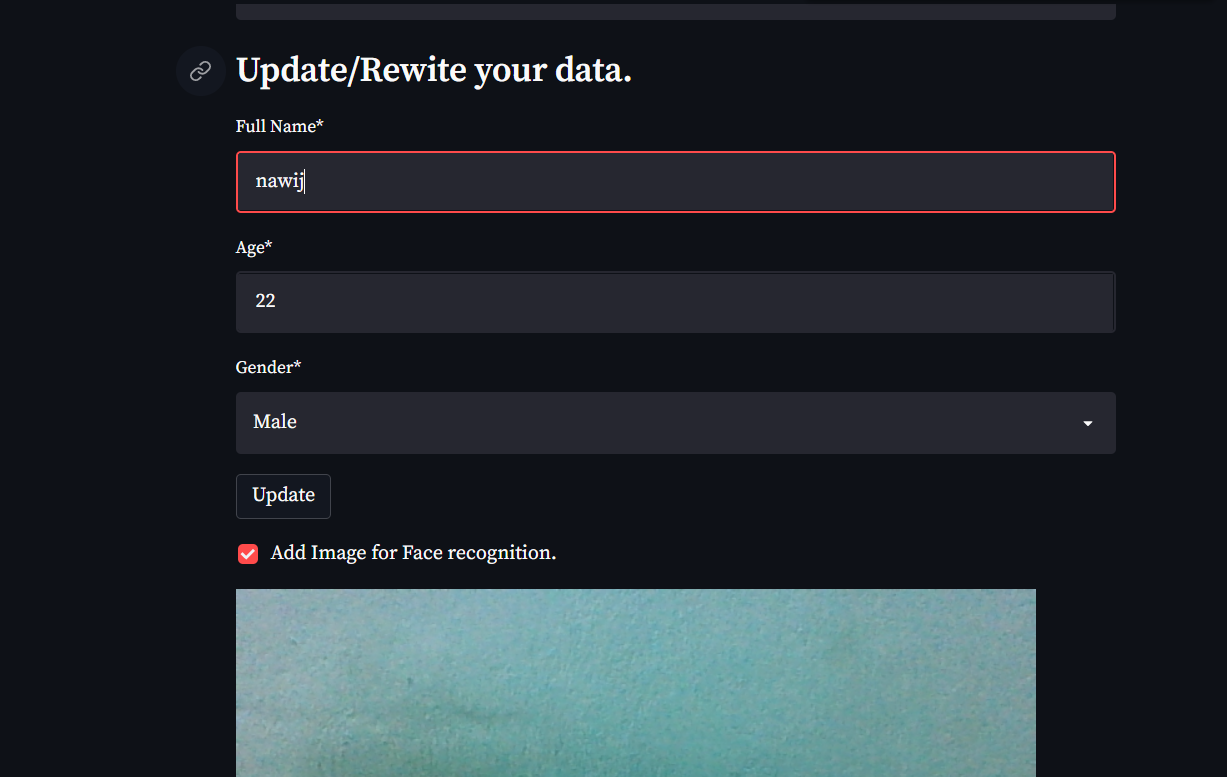 Update/Rewite your data.
Full Name*
nawij
Age*
22
Gender*
Male
Update
Add Image for Face recognition.